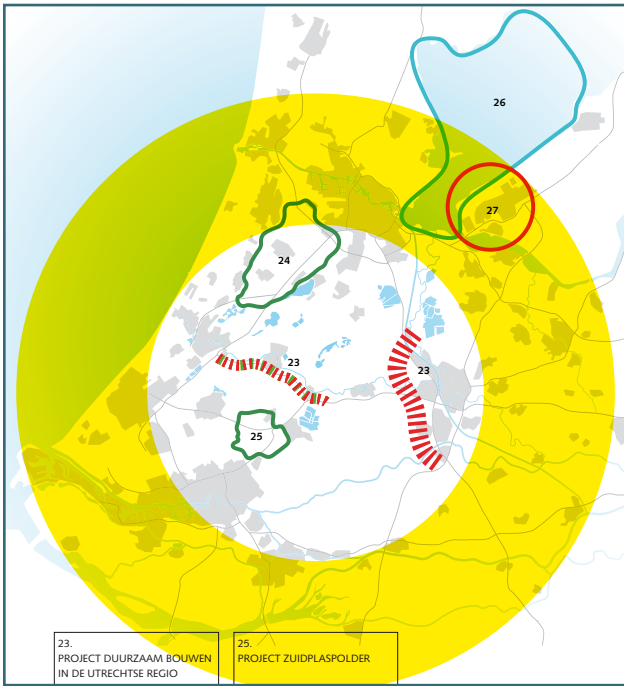 26
27
24
23
23
25
23.
PROJECT DUURZAAM BOUWEN
IN DE UTRECHTSE REGIO
25.
PROJECT ZUIDPLASPOLDER